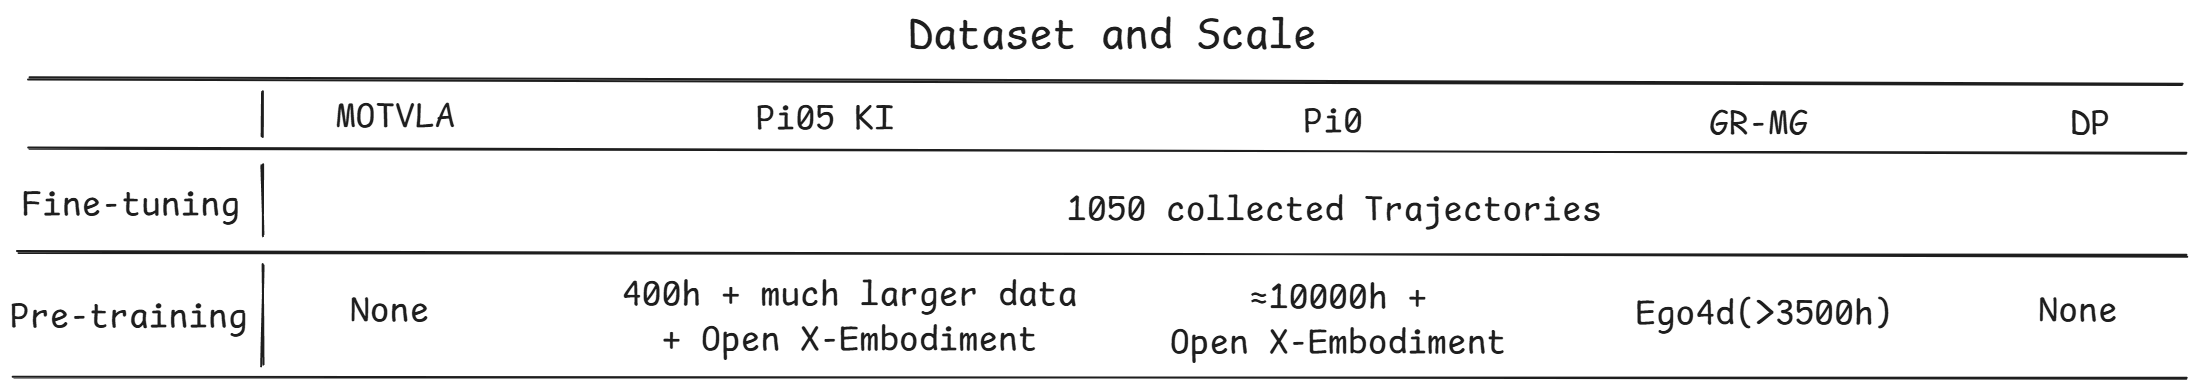 Dataset and Scale
MOTVLA Pi05 KI Pi0 GR-MG DP
Fine-tuning 1050 collected Trajectories
Pre-training None 400h + much larger data + Open X-Embodiment ≈10000h + Open X-Embodiment Ego4d(>3500h) None